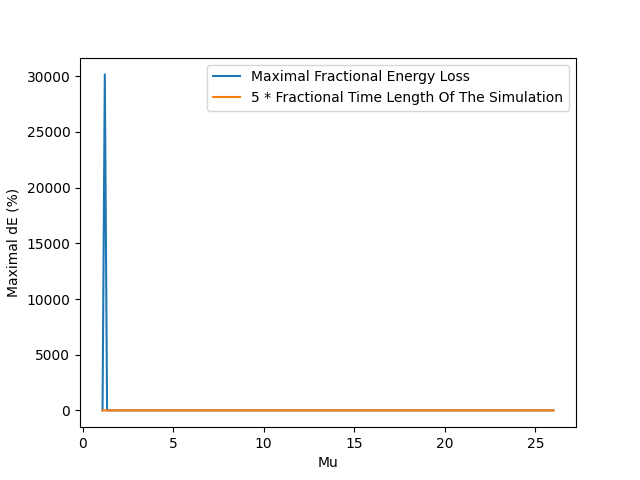 Maximal Fractional Energy Loss
5 * Fractional Time Length Of The Simulation
Maximal dE (%)
30000
25000
20000
15000
10000
5000
0
0 5 10 15 20 25
Mu